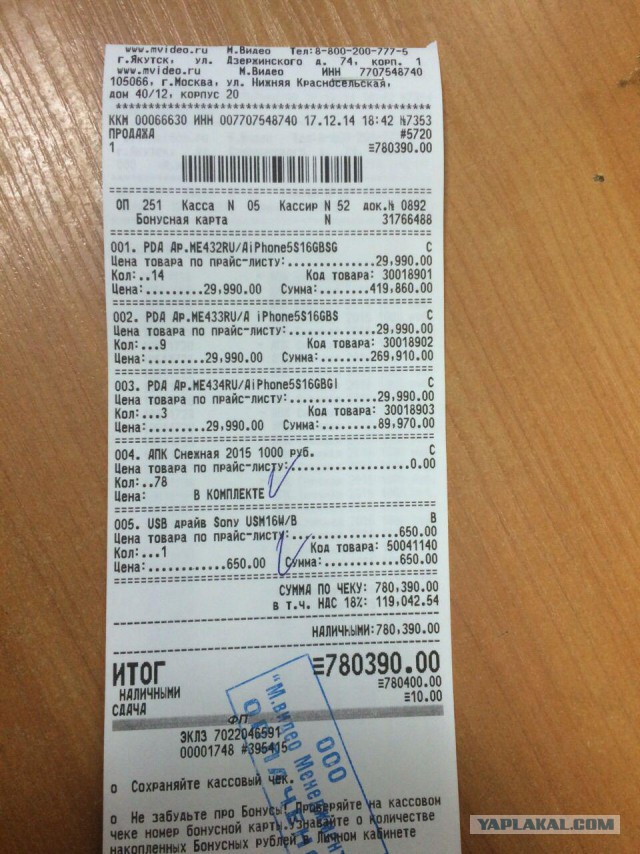 www.mvideo.ru М.Видео Тел:8-800-200-777-5
г.Якутск, ул. Дзержинского д. 74, корп. 1
www.mvideo.ru М.Видео ИНН 7707548740
105066, г.Москва, ул. Нижняя Красносельская,
дом 40/12, корпус 20
ККМ 00066630 ИНН 007707548740 17.12.14 18:42 №7353
ПРОДАЖА #5720
1 ≡780390.00
ОП 251 Касса N 05 Кассир N 52 док.№ 0892
Бонусная карта N 31766488
001. PDA Ap.ME432RU/AiPhone5S16GBSG C
Цена товара по прайс-листу:...............29,990.00
Кол:..14 Код товара: 30018901
Цена:........29,990.00 Сумма:.......419,860.00
002. PDA Ap.ME433RU/A iPhone5S16GBS C
Цена товара по прайс-листу:...............29,990.00
Кол:...9 Код товара: 30018902
Цена:........29,990.00 Сумма:.......269,910.00
003. PDA Ap.ME434RU/AiPhone5S16GBGl C
Цена товара по прайс-листу:...............29,990.00
Кол:...3 Код товара: 30018903
Цена:........29,990.00 Сумма:........89,970.00
004. АПК Снежная 2015 1000 руб. C
Цена товара по прайс-листу:....................0.00
Кол:..78
Цена: В КОМПЛЕКТЕ
005. USB драйв Sony USM16W/B B
Цена товара по прайс-листу:..................650.00
Кол:...1 Код товара: 50041140
Цена:...........650.00 Сумма:...........650.00
СУММА ПО ЧЕКУ: 780,390.00
в т.ч. НДС 18%: 119,042.54
НАЛИЧНЫМИ:780,390.00
ИТОГ ≡780390.00
НАЛИЧНЫМИ ≡780400.00
СДАЧА ≡10.00
ФП
ЭКЛЗ 7022046591
00001748 #395415
ООО
"М.видео Менеджмент
о Сохраняйте кассовый чек.
о Не забудьте про Бонусы! Проверяйте на кассовом
чеке номер бонусной карты.Узнавайте о количестве
накопленных Бонусных рублей в Личном кабинете
YAPLAKAL.COM